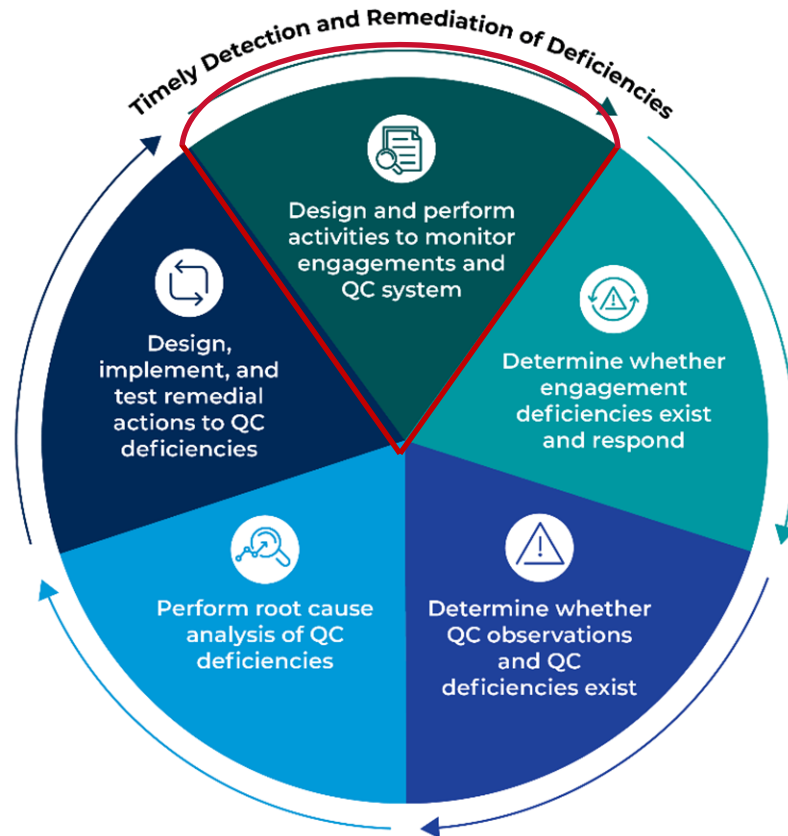 Timely Detection and Remediation of Deficiencies
Design and perform
activities to monitor
engagements and
QC system
Determine whether
engagement
deficiencies exist
and respond
Determine whether
QC observations
and QC
deficiencies exist
Perform root cause
analysis of QC
deficiencies
Design,
implement, and
test remedial
actions to QC
deficiencies